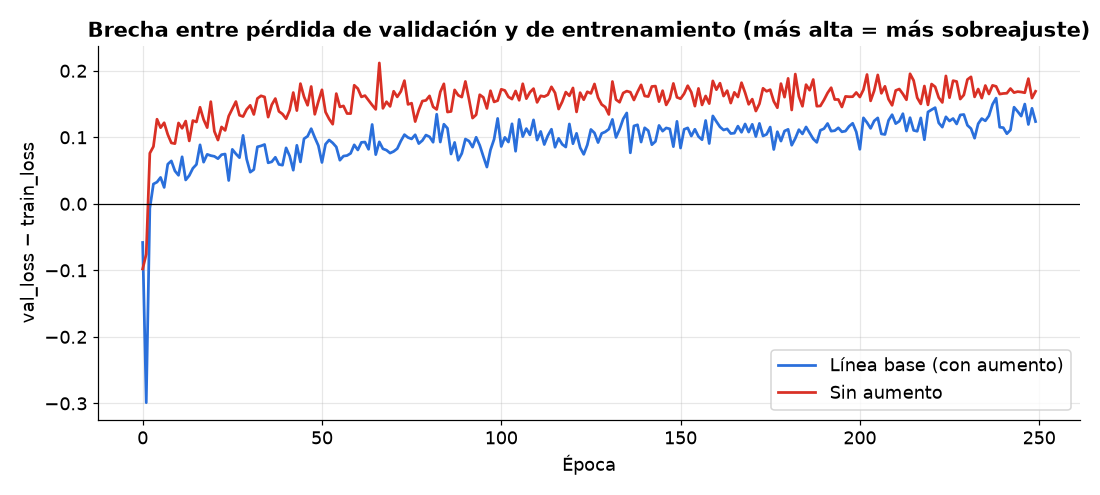 Brecha entre pérdida de validación y de entrenamiento (más alta = más sobreajuste)
val_loss − train_loss
0.2
0.1
0.0
−0.1
−0.2
−0.3
0
50
100
150
200
250
Época
Línea base (con aumento)
Sin aumento